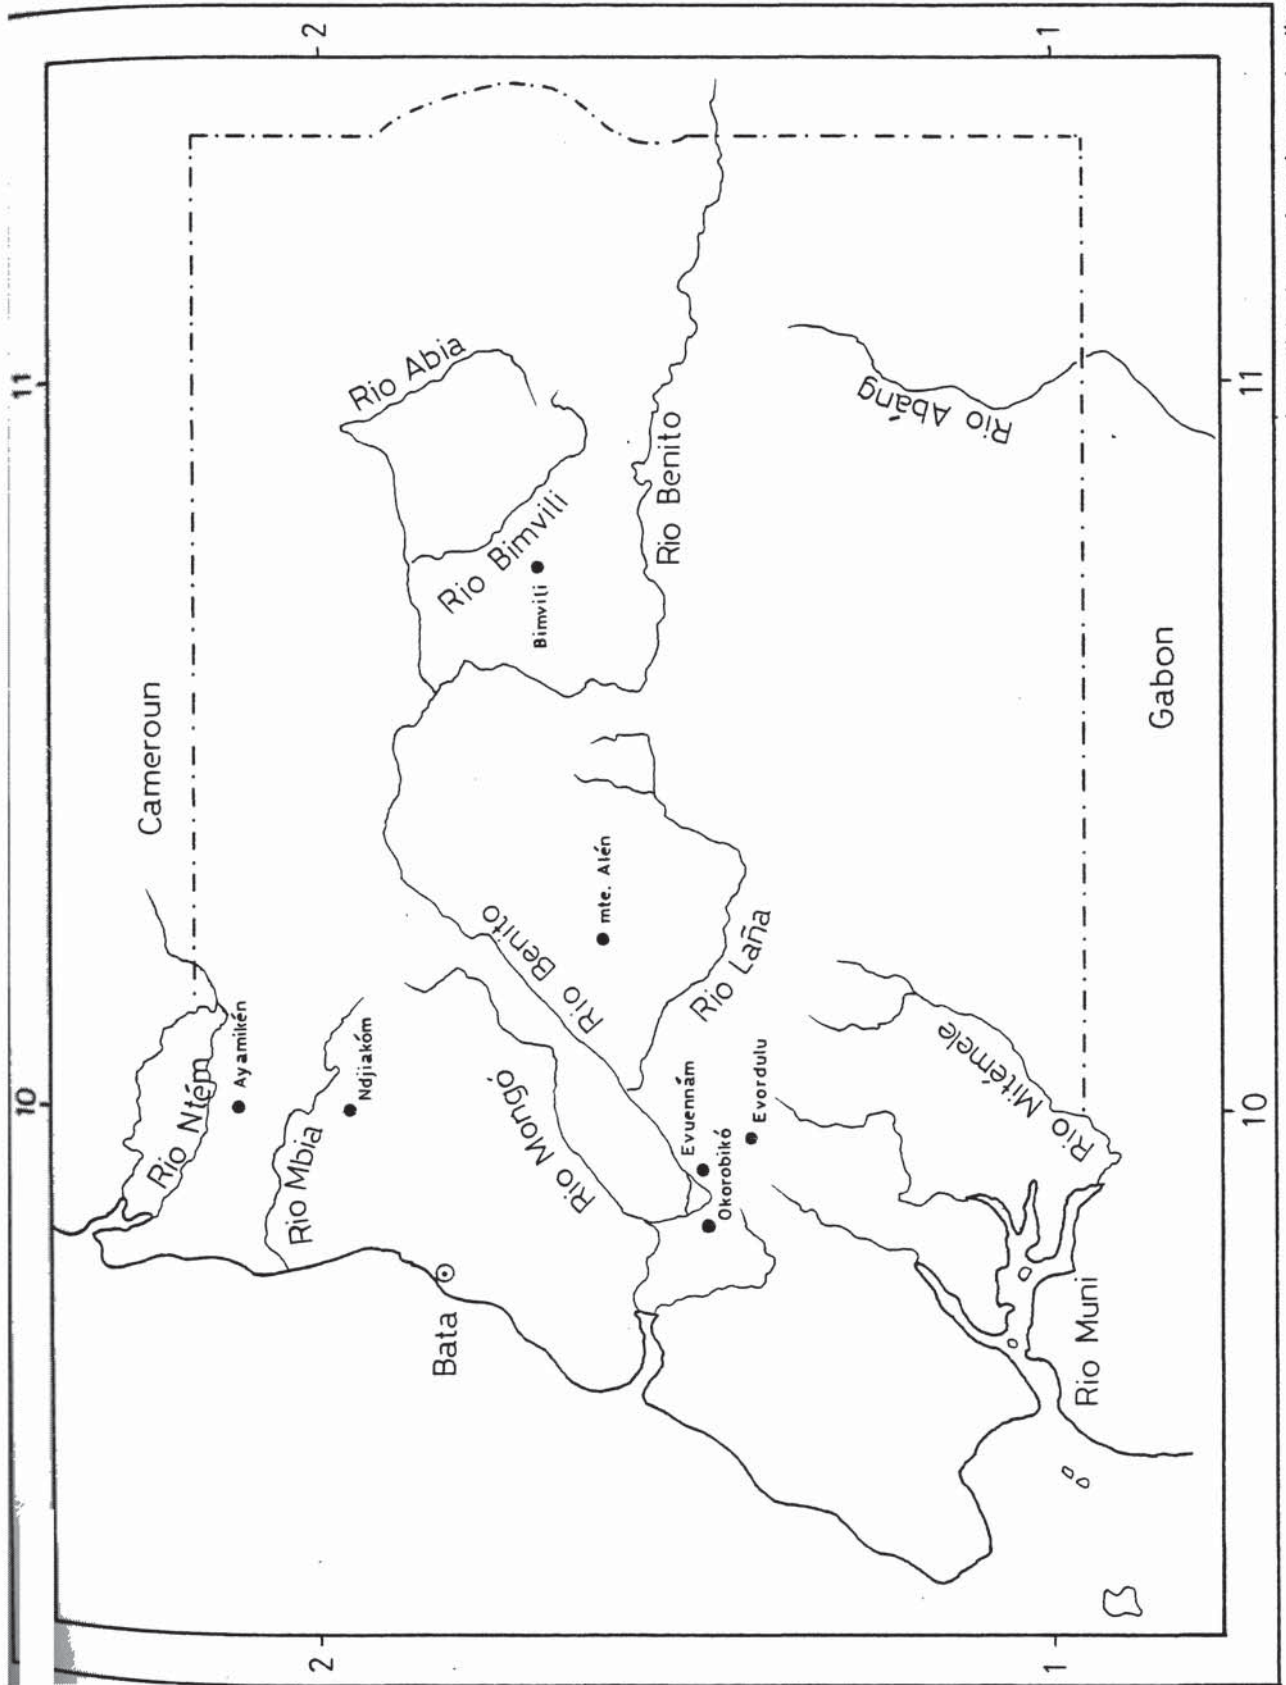 10
11
Cameroun
Rio Ntém
Ayamikén
Rio Mbia
2
2
Ndjiakóm
Rio Abia
Bata
Rio Bimvili
Rio Mongó
Rio Benito
Bimvili
mte. Alén
Rio Benito
Evuennám
Okorobikó
Rio Laña
Evordulu
Rio Abáng
Rio Mitémele
1
1
Rio Muni
Gabon
10
11